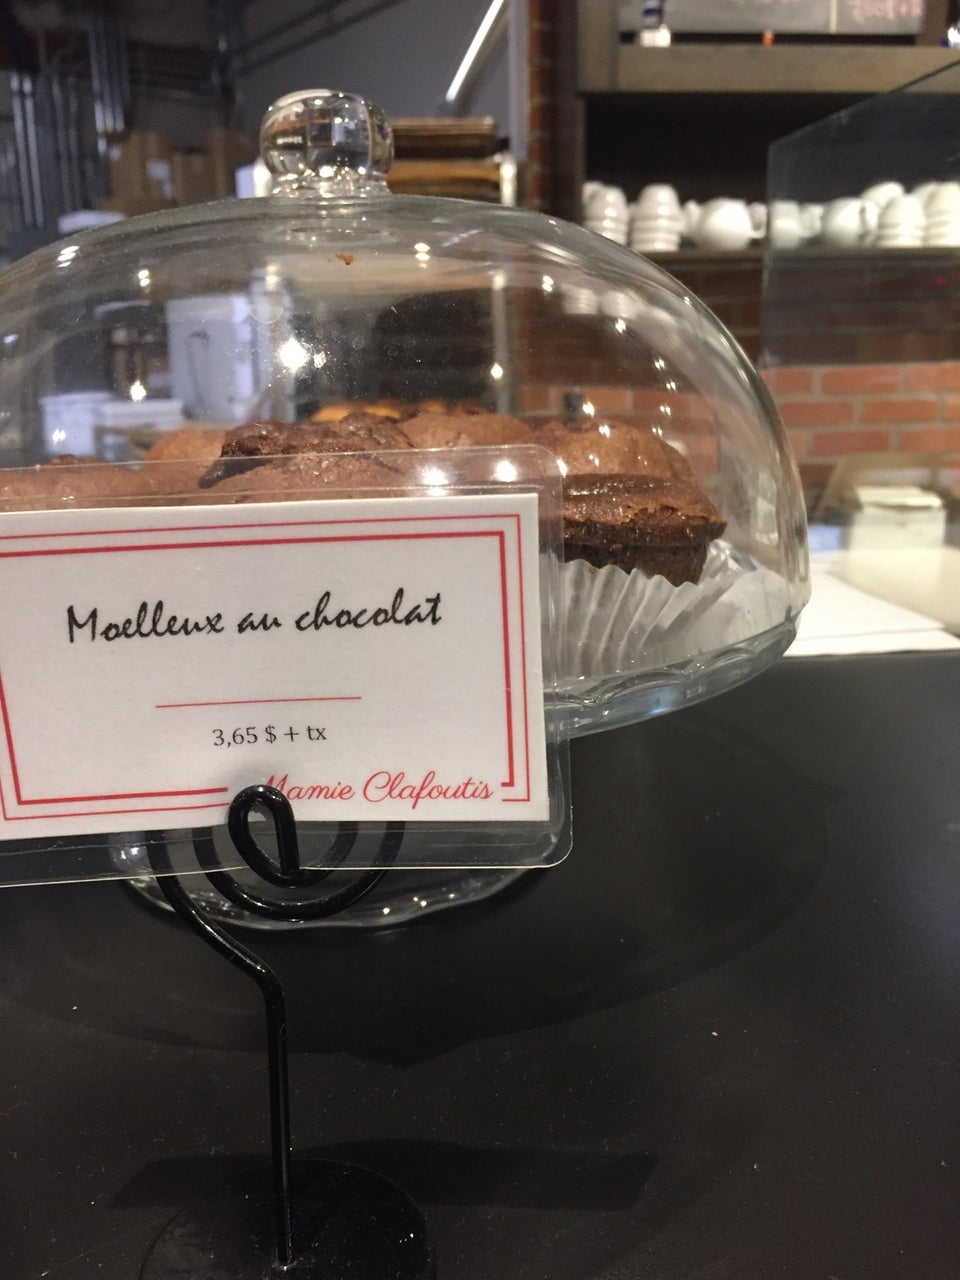 Moelleux au chocolat
3,65 $ + tx
Mamie Clafoutis